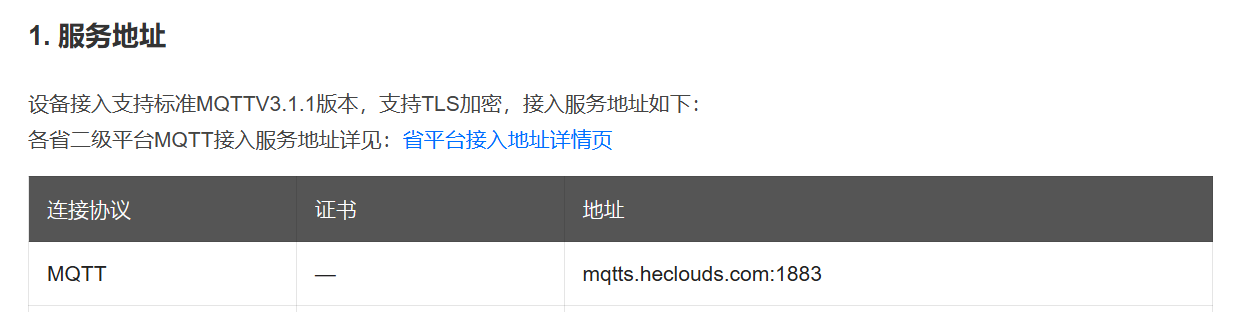 1. 服务地址
设备接入支持标准MQTTV3.1.1版本，支持TLS加密，接入服务地址如下：
各省二级平台MQTT接入服务地址详见：省平台接入地址详情页
连接协议 证书 地址
MQTT — mqtts.heclouds.com:1883